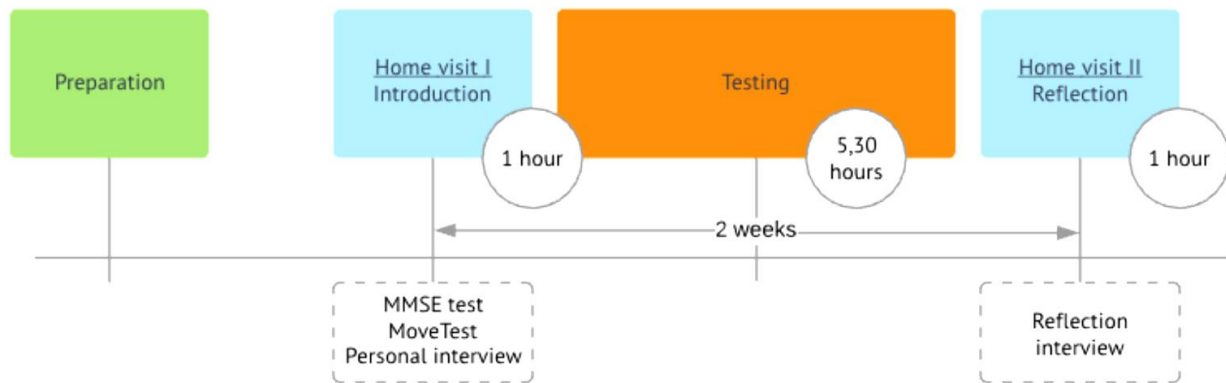 Preparation
Home visit I
Introduction
1 hour
Testing
5,30
hours
Home visit II
Reflection
1 hour
2 weeks
MMSE test
MoveTest
Personal interview
Reflection
interview